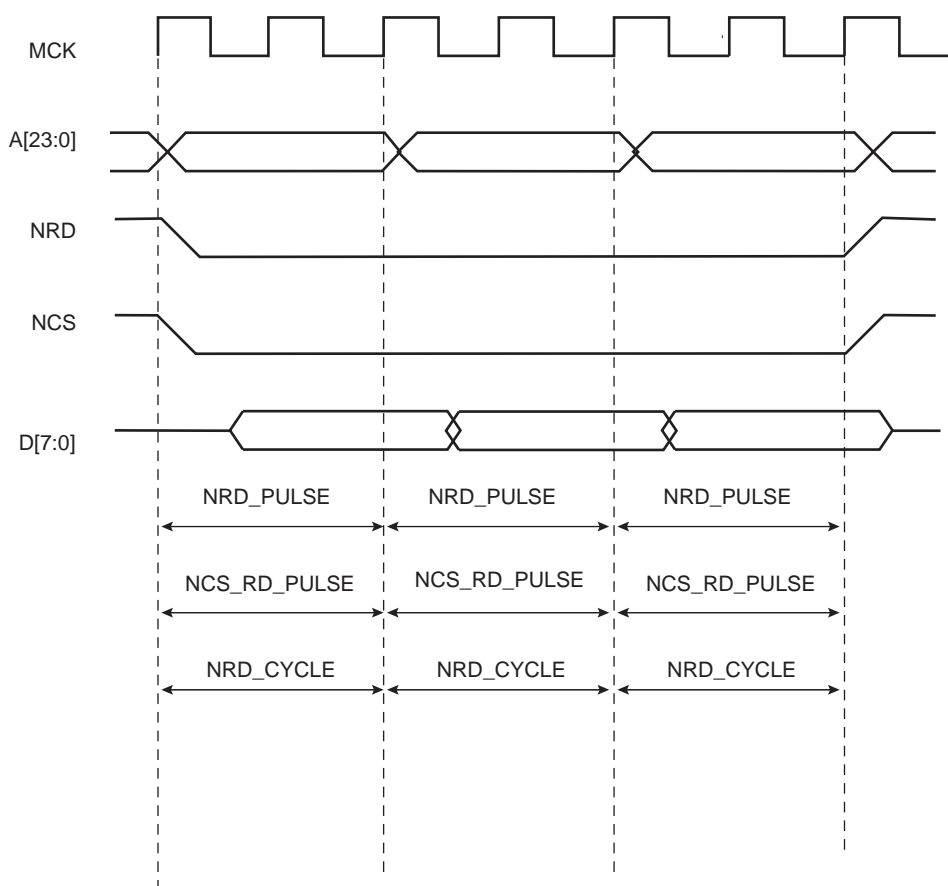 MCK
A[23:0]
NRD
NCS
D[7:0]
NRD_PULSE NRD_PULSE NRD_PULSE
NCS_RD_PULSE NCS_RD_PULSE NCS_RD_PULSE
NRD_CYCLE NRD_CYCLE NRD_CYCLE